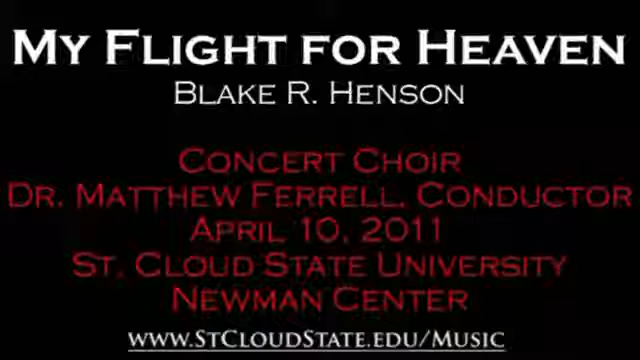 My Flight for Heaven
Blake R. Henson
Concert Choir
Dr. Matthew Ferrell, Conductor
April 10, 2011
St. Cloud State University
Newman Center
www.StCloudState.edu/Music